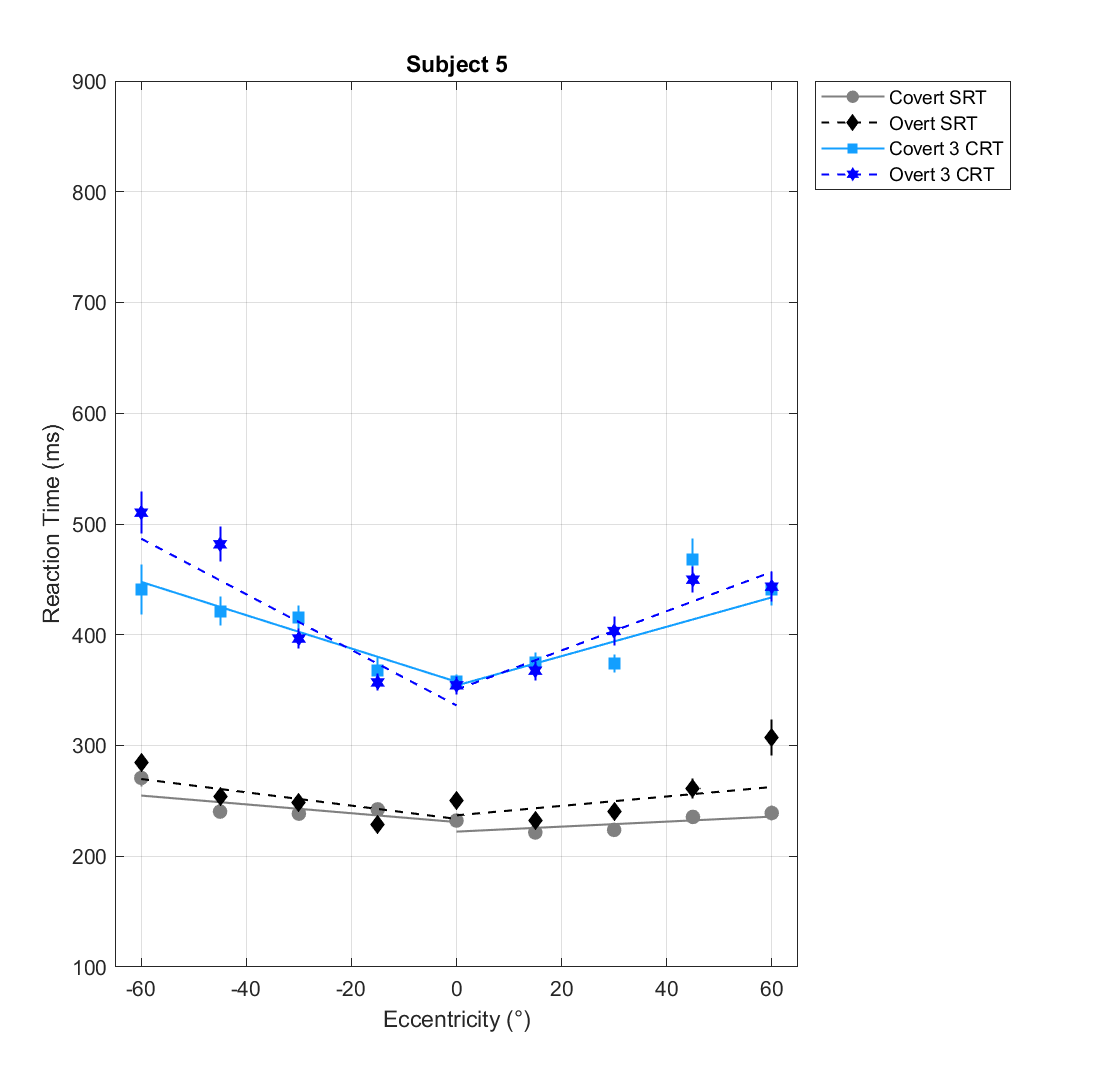 Subject 5
900
800
700
600
500
400
300
200
100
Reaction Time (ms)
-60 -40 -20 0 20 40 60
Eccentricity (°)
Covert SRT
Overt SRT
Covert 3 CRT
Overt 3 CRT